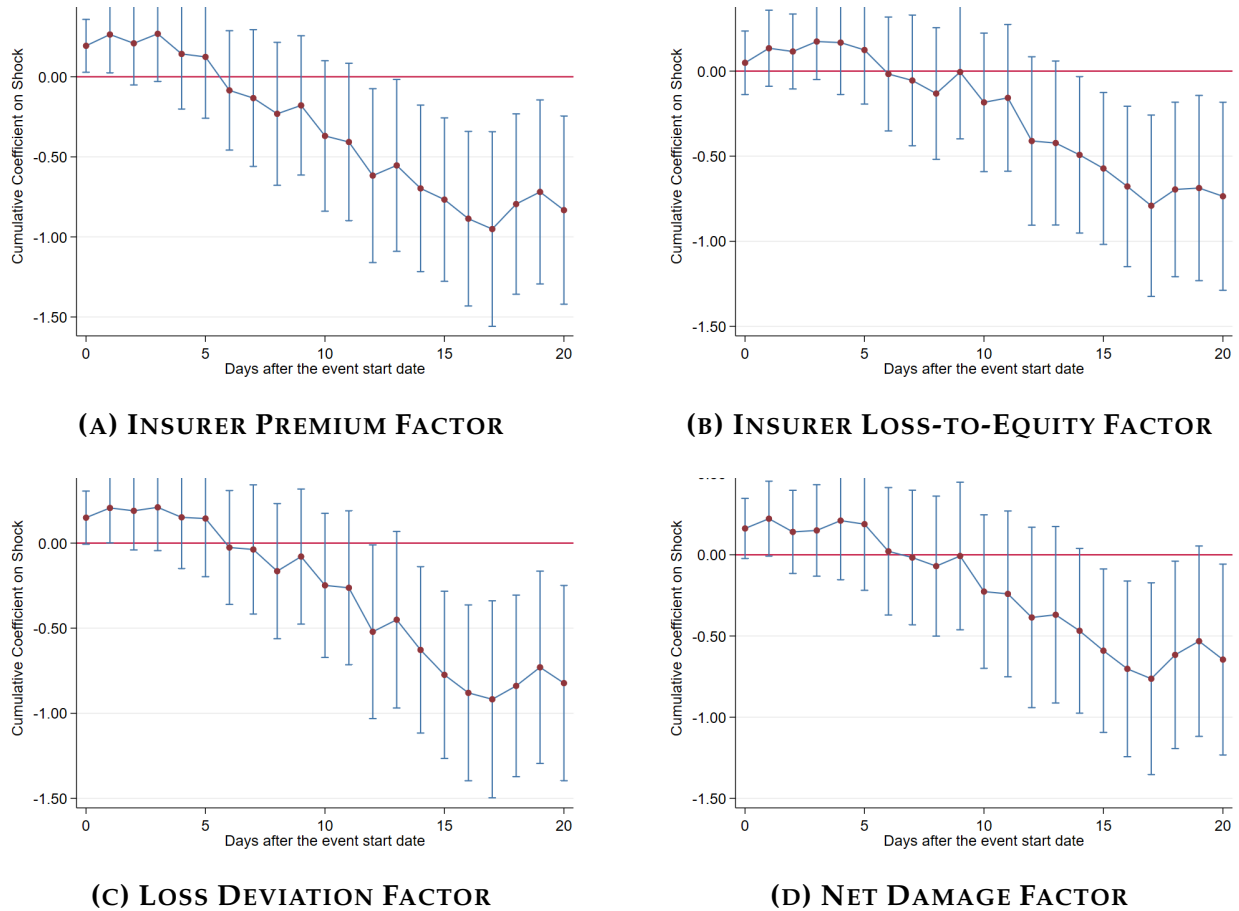 Cumulative Coefficient on Shock
0.00
-0.50
-1.00
-1.50
0 5 10 15 20
Days after the event start date
(A) INSURER PREMIUM FACTOR
Cumulative Coefficient on Shock
0.00
-0.50
-1.00
-1.50
0 5 10 15 20
Days after the event start date
(B) INSURER LOSS-TO-EQUITY FACTOR
Cumulative Coefficient on Shock
0.00
-0.50
-1.00
-1.50
0 5 10 15 20
Days after the event start date
(C) LOSS DEVIATION FACTOR
Cumulative Coefficient on Shock
0.00
-0.50
-1.00
-1.50
0 5 10 15 20
Days after the event start date
(D) NET DAMAGE FACTOR